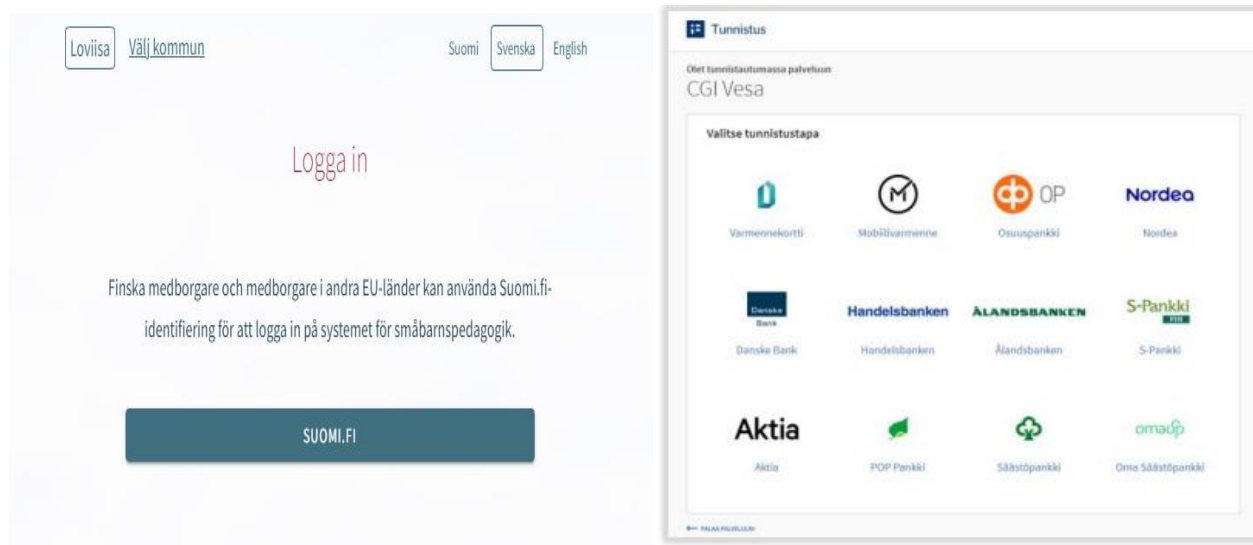 Loviisa Välj kommun Suomi Svenska English
Logga in
Finska medborgare och medborgare i andra EU-länder kan använda Suomi.fi-
identifiering för att logga in på systemet för småbarnspedagogik.
SUOMI.FI
Tunnistus
Olet tunnistautumassa palveluun
CGI Vesa
Valitse tunnistustapa
OP Nordea
Varmennekortti Mobiilivarmenne Osuuspankki Nordea
Danske Bank Handelsbanken ÅLANDSBANKEN S-Pankki
Danske Bank Handelsbanken Ålandsbanken S-Pankki
Aktia omasp
Aktia POP Pankki Säästöpankki Oma Säästöpankki
PALAA PALVELUUN